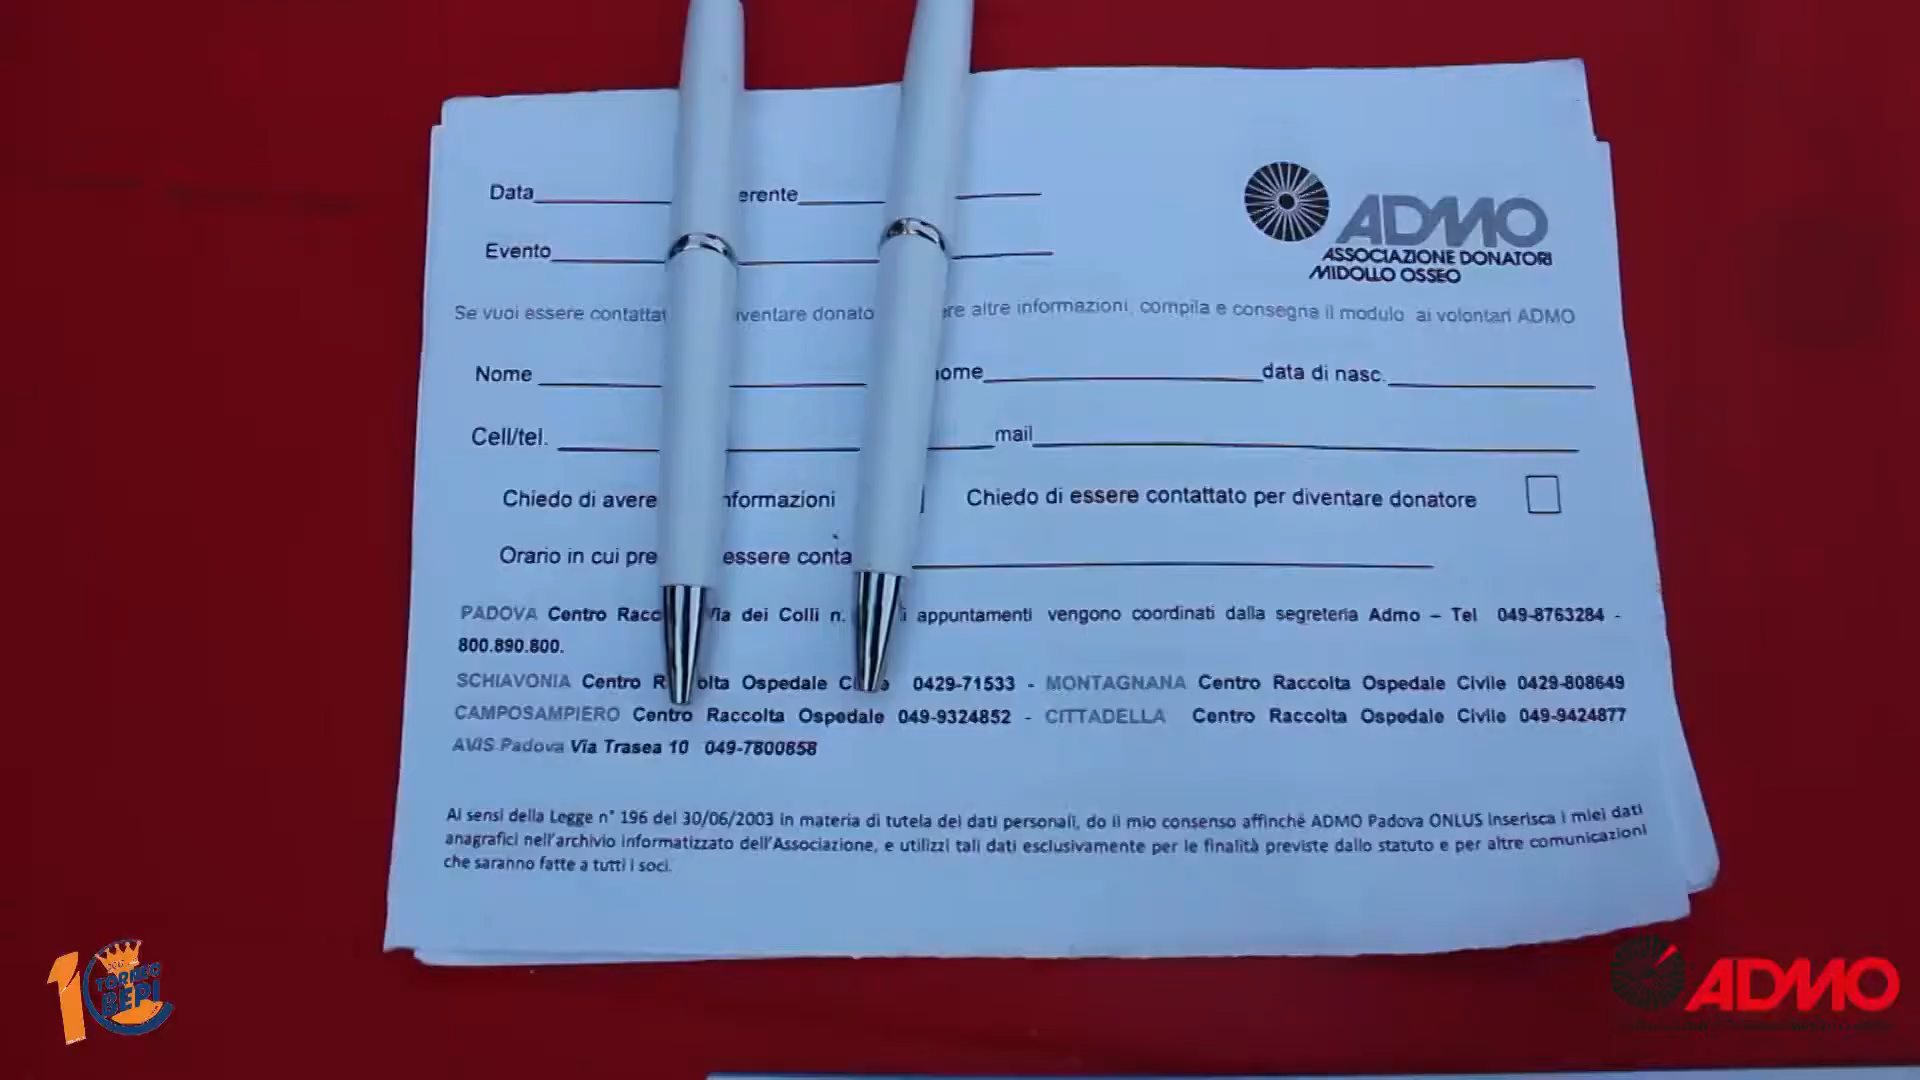 Data erente
Evento
ADMO
ASSOCIAZIONE DONATORI
MIDOLLO OSSEO
Se vuoi essere contattat iventare donato re altre informazioni, compila e consegna il modulo ai volontari ADMO
Nome ome data di nasc.
Cell/tel. mail
Chiedo di avere nformazioni Chiedo di essere contattato per diventare donatore
Orario in cui pre essere conta
PADOVA Centro Racco Via dei Colli n. i appuntamenti vengono coordinati dalla segreteria Admo – Tel 049-8763284 -
800.890.800.
SCHIAVONIA Centro R olta Ospedale Ci e 0429-71533 - MONTAGNANA Centro Raccolta Ospedale Civile 0429-808649
CAMPOSAMPIERO Centro Raccolta Ospedale 049-9324852 - CITTADELLA Centro Raccolta Ospedale Civile 049-9424877
AVIS Padova Via Trasea 10 049-7800858
Ai sensi della Legge n° 196 del 30/06/2003 in materia di tutela dei dati personali, do il mio consenso affinché ADMO Padova ONLUS inserisca i miei dati
anagrafici nell'archivio informatizzato dell'Associazione, e utilizzi tali dati esclusivamente per le finalità previste dallo statuto e per altre comunicazioni
che saranno fatte a tutti i soci.
10 TORNEO
BEPI
ADMO